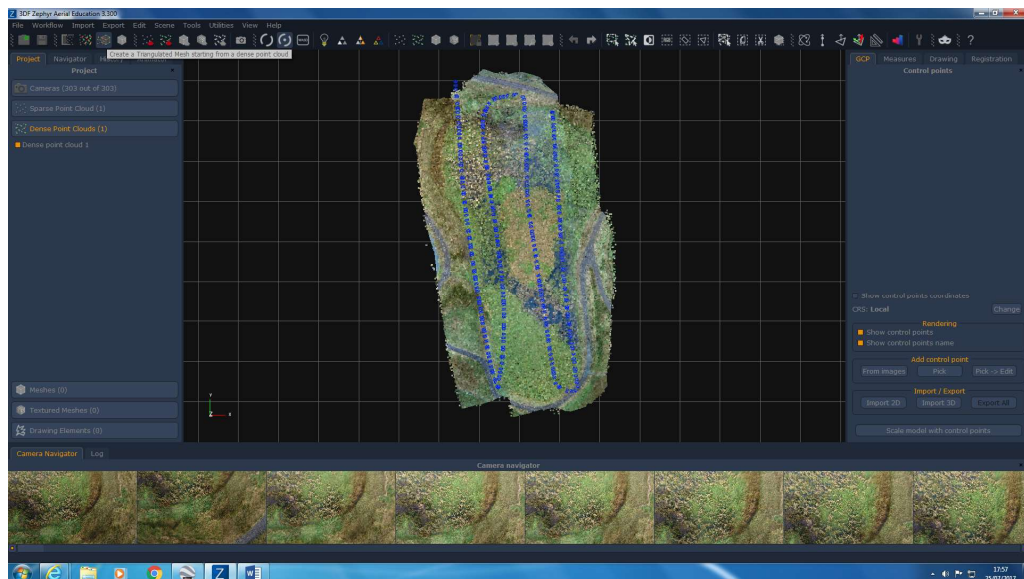 3DF Zephyr Aerial Education 3.300
File Workflow Import Export Edit Scene Tools Utilities View Help
Create a Triangulated Mesh starting from a dense point cloud
Project Navigator
Project
Cameras (303 out of 303)
Sparse Point Cloud (1)
Dense Point Clouds (1)
Dense point cloud 1
Meshes (0)
Textured Meshes (0)
Drawing Elements (0)
Y
Z X
GCP Measures Drawing Registration
Control points
Show control points coordinates
CRS: Local Change
Rendering
Show control points
Show control points name
Add control point
From images Pick Pick -> Edit
Import / Export
Import 2D Import 3D Export All
Scale model with control points
Camera Navigator Log
Camera navigator
17:57
25/07/2017